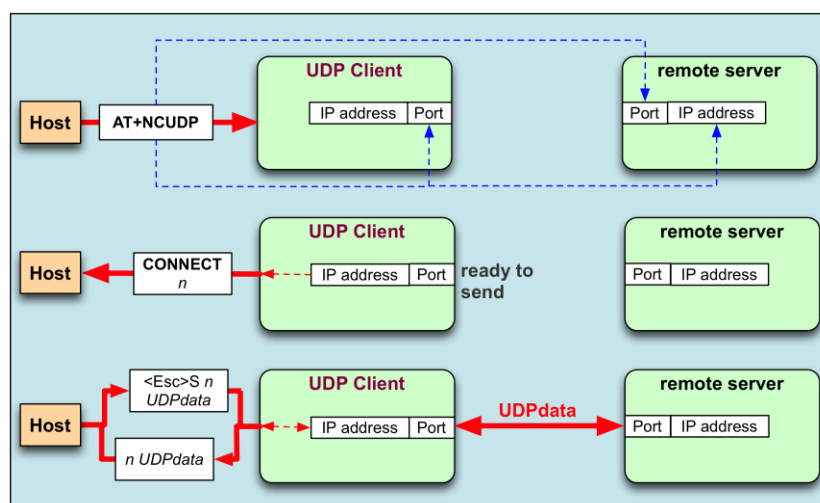 UDP Client
remote server
Host
AT+NCUDP
IP address
Port
Port
IP address
UDP Client
remote server
Host
CONNECT
n
IP address
Port
ready to
send
Port
IP address
UDP Client
remote server
<Esc>S n
UDPdata
Host
n UDPdata
IP address
Port
UDPdata
Port
IP address